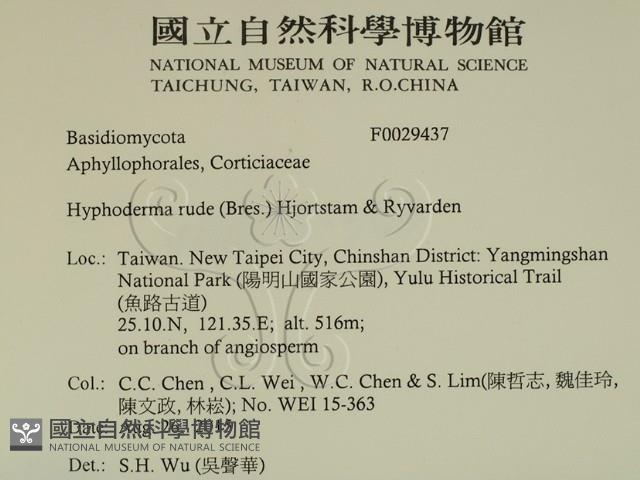 國立自然科學博物館
NATIONAL MUSEUM OF NATURAL SCIENCE
TAICHUNG, TAIWAN, R.O.CHINA
Basidiomycota F0029437
Aphyllophorales, Corticiaceae
Hyphoderma rude (Bres.) Hjortstam & Ryvarden
Loc.: Taiwan. New Taipei City, Chinshan District: Yangmingshan
National Park (陽明山國家公園), Yulu Historical Trail
(魚路古道)
25.10.N, 121.35.E; alt. 516m;
on branch of angiosperm
Col.: C.C. Chen , C.L. Wei , W.C. Chen & S. Lim(陳哲志, 魏佳玲,
陳文政, 林崧); No. WEI 15-363
國立自然科學博物館
NATIONAL MUSEUM OF NATURAL SCIENCE
Det.: S.H. Wu (吳聲華)